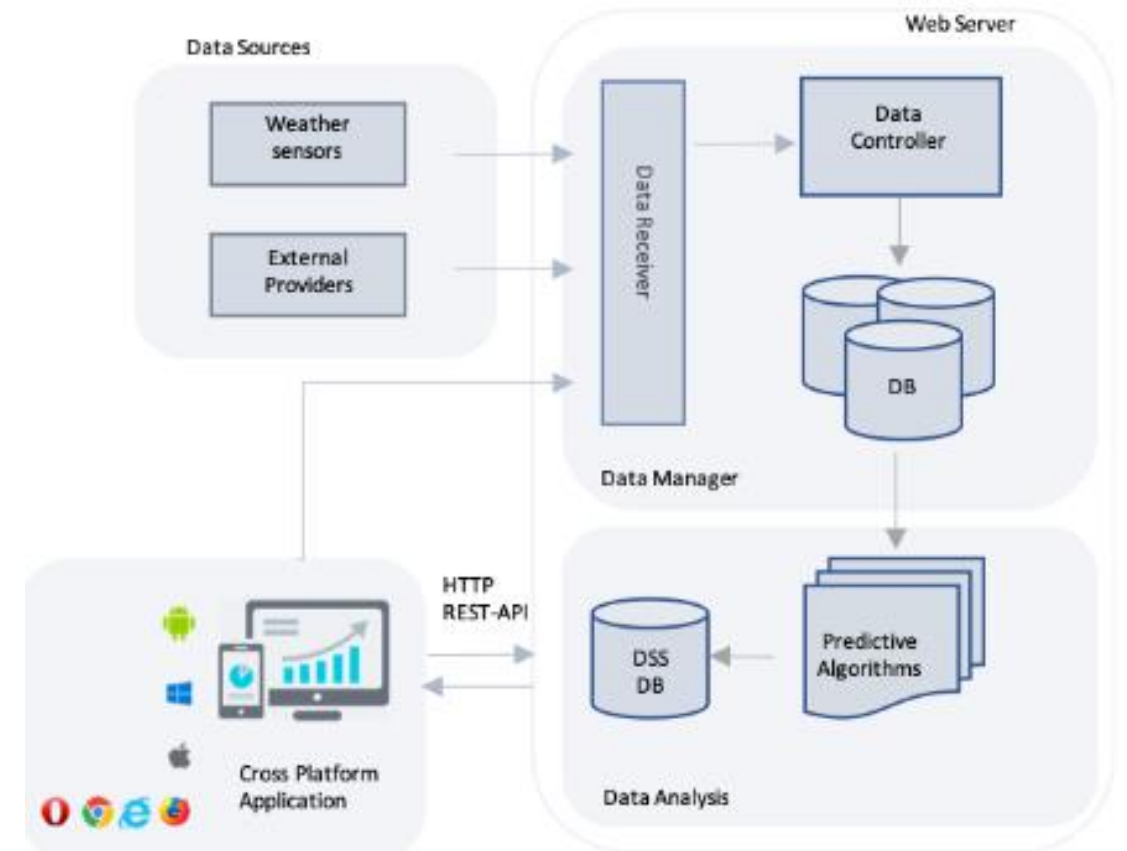 Web Server
Data Sources
Weather
sensors
External
Providers
Data Receiver
Data
Controller
DB
Data Manager
HTTP
REST-API
DSS
DB
Predictive
Algorithms
Cross Platform
Application
Data Analysis